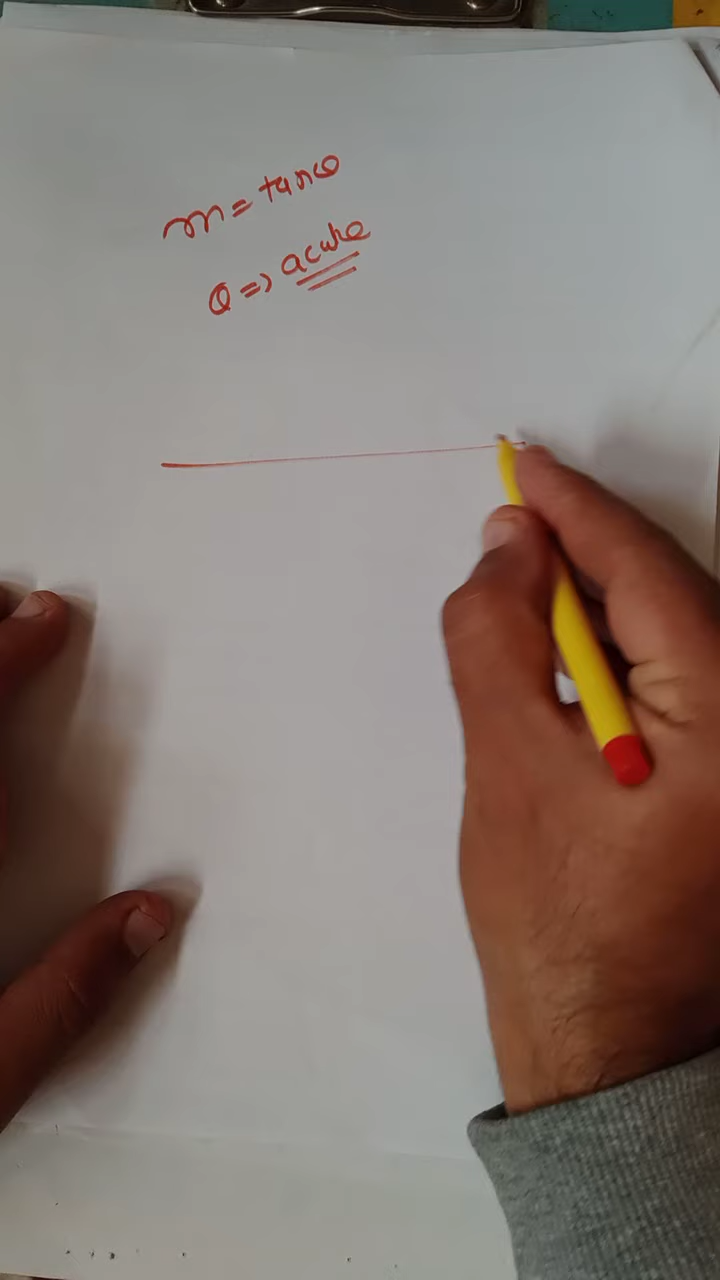 m = tanθ
θ => acute